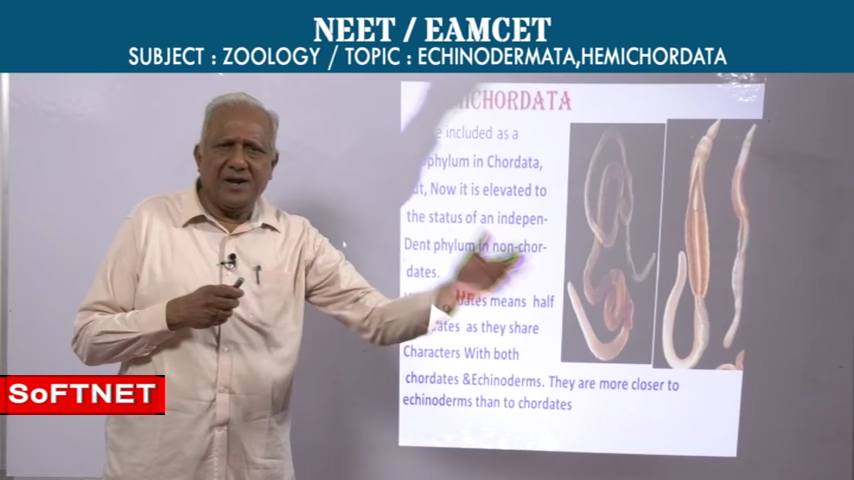 NEET / EAMCET
SUBJECT : ZOOLOGY / TOPIC : ECHINODERMATA,HEMICHORDATA
included as a
in Chordata,
Now it is elevated to
the status of an indepen-
Dent phylum in non-chor-
dates.
means half
as they share
Characters With both
chordates &Echinoderms. They are more closer to
echinoderms than to chordates
SoFTNET